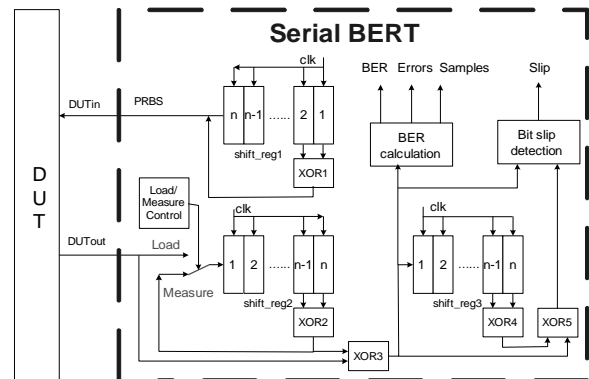 Serial BERT
clk
BER Errors Samples
Slip
DUTin
PRBS
n n-1 ...... 2 1
shift_reg1
XOR1
BER
calculation
Bit slip
detection
D
U
T
Load/
Measure
Control
DUTout
Load
Measure
clk
1 2 ...... n-1 n
shift_reg2
XOR2
clk
1 2 ...... n-1 n
shift_reg3
XOR4
XOR5
XOR3